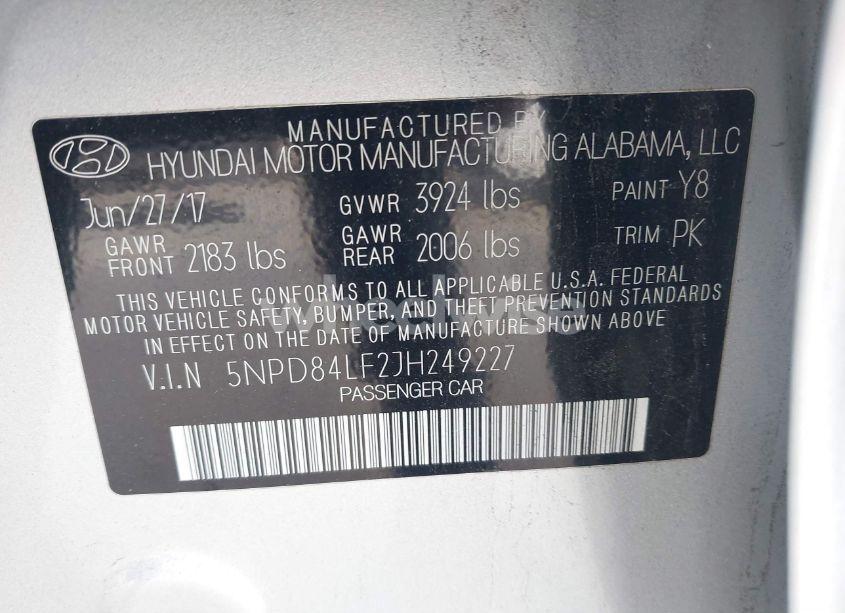 MANUFACTURED BY
HYUNDAI MOTOR MANUFACTURING ALABAMA, LLC
Jun/27/17 GVWR 3924 lbs PAINT Y8
GAWR FRONT 2183 lbs GAWR REAR 2006 lbs TRIM PK
THIS VEHICLE CONFORMS TO ALL APPLICABLE U.S.A. FEDERAL
MOTOR VEHICLE SAFETY, BUMPER, AND THEFT PREVENTION STANDARDS
IN EFFECT ON THE DATE OF MANUFACTURE SHOWN ABOVE
V.I.N 5NPD84LF2JH249227
PASSENGER CAR